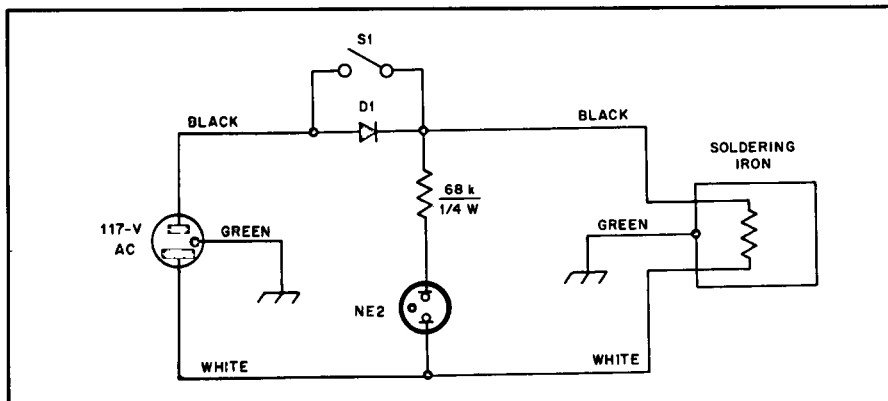 S1
D1
BLACK
BLACK
SOLDERING
IRON
68 k
1/4 W
117-V
AC
GREEN
GREEN
NE2
WHITE
WHITE